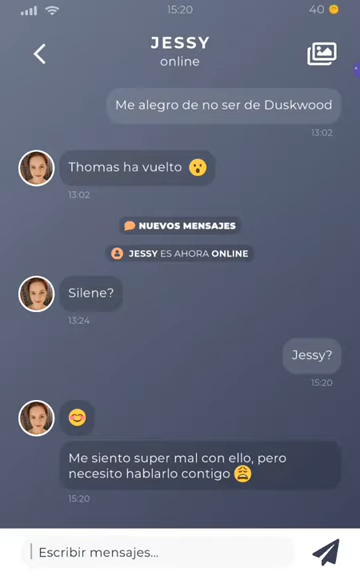 15:20
40
JESSY
online
Me alegro de no ser de Duskwood
13:02
Thomas ha vuelto 😮
13:02
NUEVOS MENSAJES
JESSY ES AHORA ONLINE
Silene?
13:24
Jessy?
15:20
😊
Me siento super mal con ello, pero
necesito hablarlo contigo 😩
15:20
Escribir mensajes...